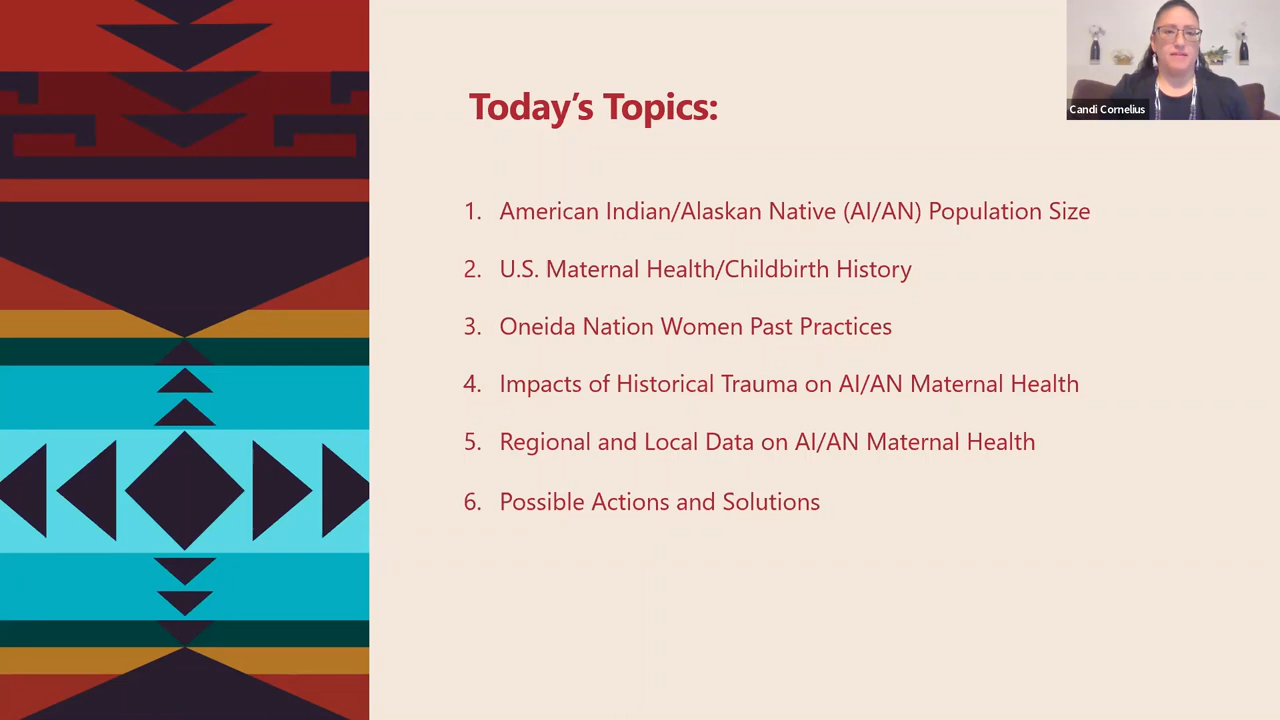 Today's Topics:
Candi Cornelius
1. American Indian/Alaskan Native (AI/AN) Population Size
2. U.S. Maternal Health/Childbirth History
3. Oneida Nation Women Past Practices
4. Impacts of Historical Trauma on AI/AN Maternal Health
5. Regional and Local Data on AI/AN Maternal Health
6. Possible Actions and Solutions